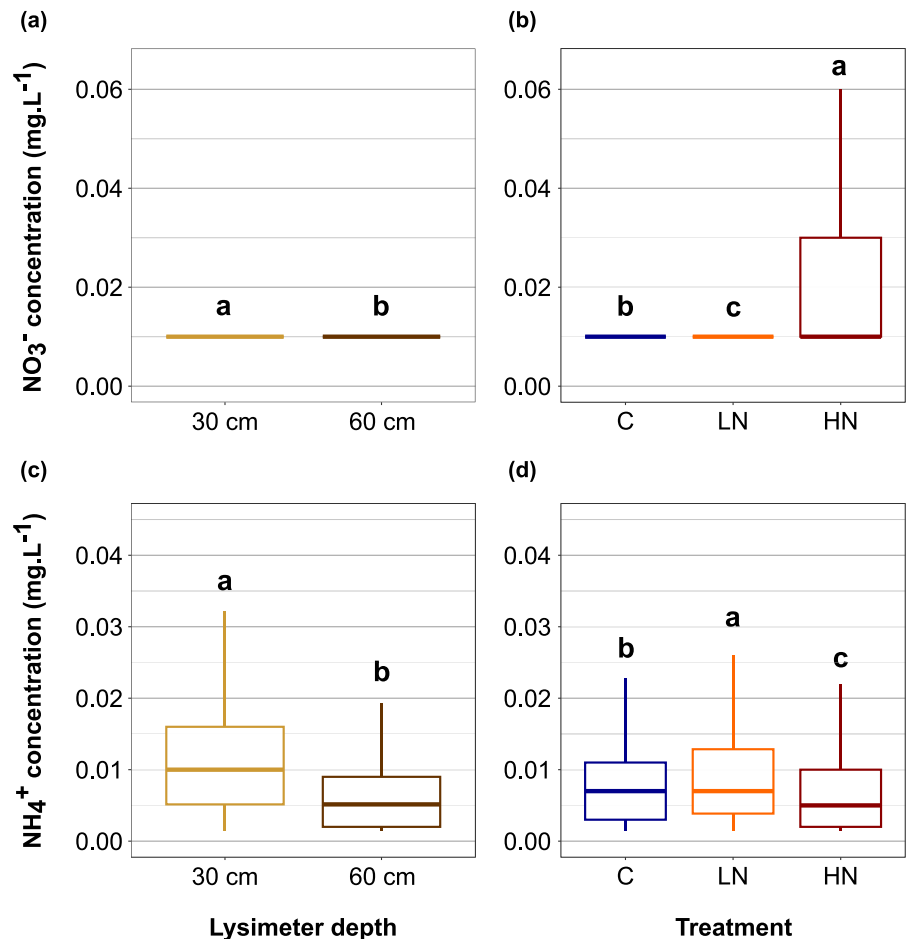 (a)
(b)
NO3- concentration (mg.L-1)
0.06
0.04
0.02
0.00
a
b
30 cm
60 cm
0.06
0.04
0.02
0.00
b
c
a
C
LN
HN
(c)
(d)
NH4+ concentration (mg.L-1)
0.04
0.03
0.02
0.01
0.00
a
b
30 cm
60 cm
Lysimeter depth
0.04
0.03
0.02
0.01
0.00
b
a
c
C
LN
HN
Treatment